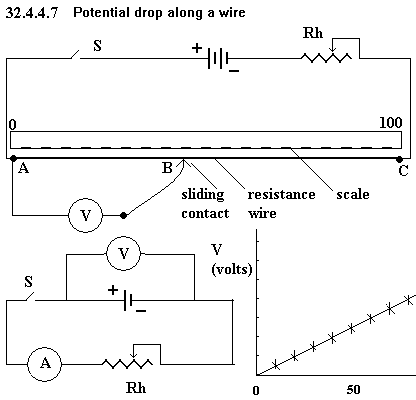 32.4.4.7 Potential drop along a wire
S
+
−
Rh
0
100
A
B
C
sliding contact
resistance wire
scale
V
V
S
+
−
A
Rh
V
(volts)
0
50